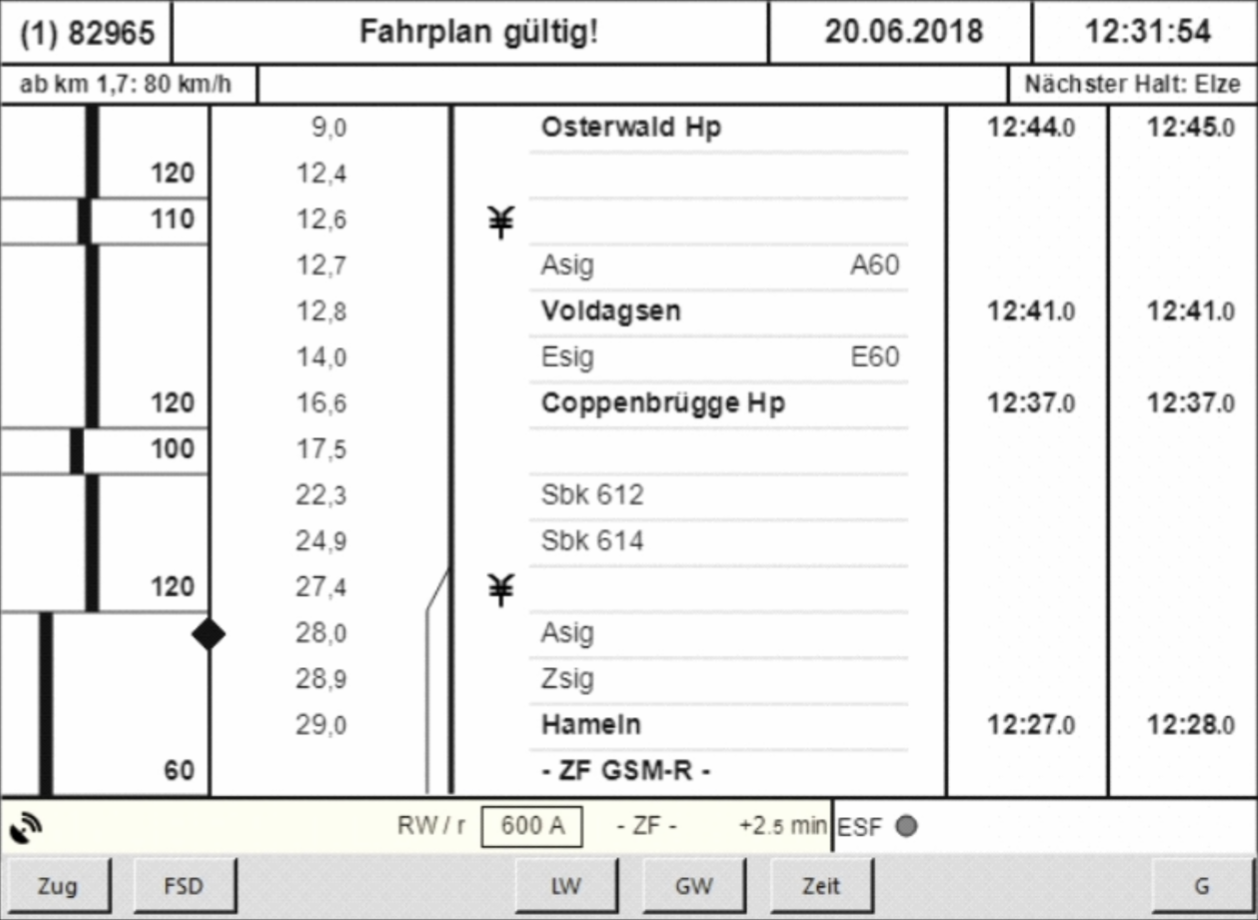 (1) 82965 Fahrplan gültig! 20.06.2018 12:31:54
ab km 1,7: 80 km/h Nächster Halt: Elze
9,0 Osterwald Hp 12:44.0 12:45.0
120 12,4
110 12,6 ¥
12,7 Asig A60
12,8 Voldagsen 12:41.0 12:41.0
14,0 Esig E60
120 16,6 Coppenbrügge Hp 12:37.0 12:37.0
100 17,5
22,3 Sbk 612
24,9 Sbk 614
120 27,4 ¥
28,0 Asig
28,9 Zsig
29,0 Hameln 12:27.0 12:28.0
60 - ZF GSM-R -
RW / r 600 A - ZF - +2.5 min ESF
Zug FSD LW GW Zeit G